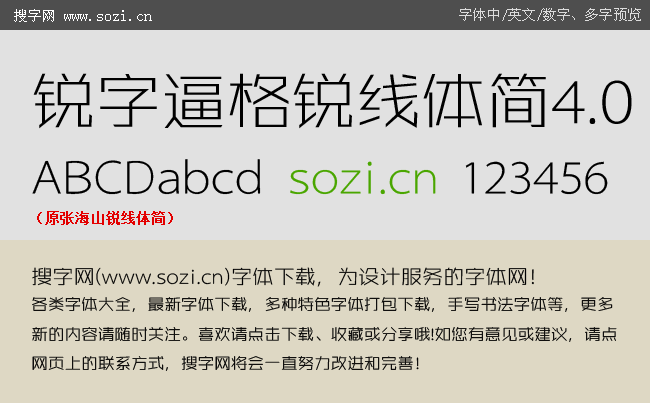 搜字网 www.sozi.cn
字体中/英文/数字、多字预览
锐字逼格锐线体简4.0
ABCDabcd sozi.cn 123456
(原张海山锐线体简)
搜字网(www.sozi.cn)字体下载，为设计服务的字体网！
各类字体大全，最新字体下载，多种特色字体打包下载，手写书法字体等，更多
新的内容请随时关注。喜欢请点击下载、收藏或分享哦!如您有意见或建议，请点
网页上的联系方式，搜字网将会一直努力改进和完善！